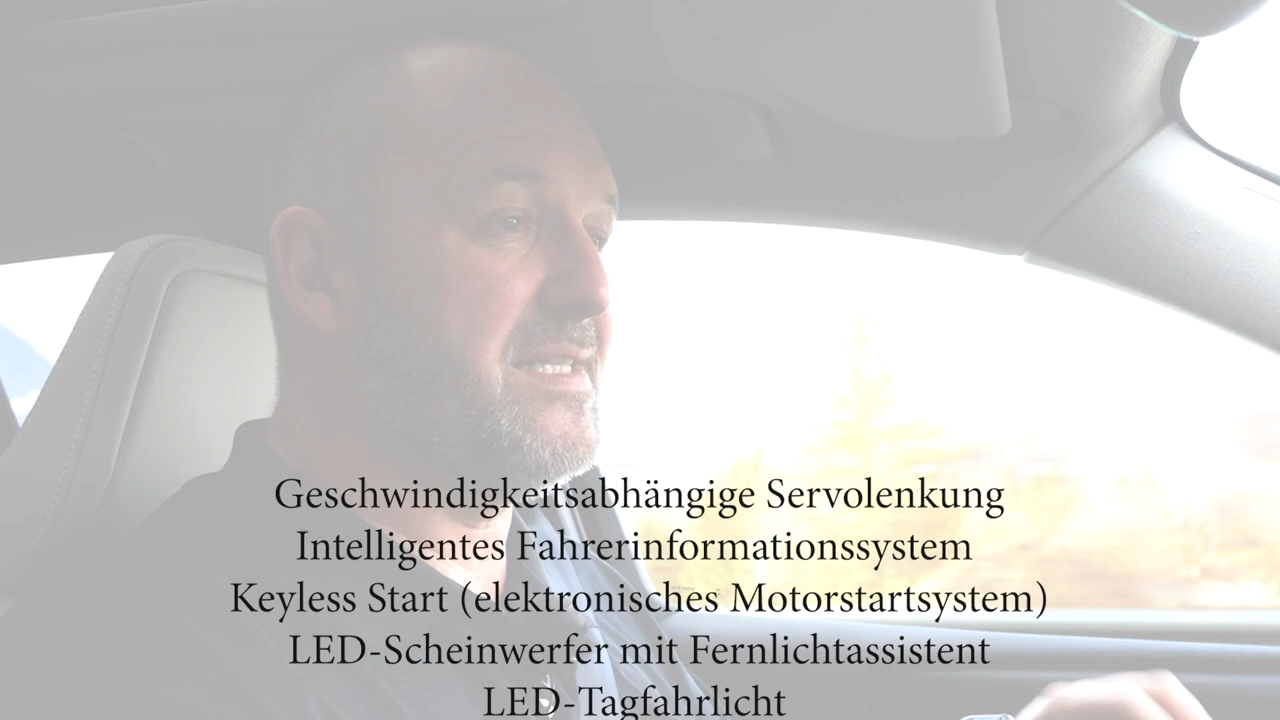 Geschwindigkeitsabhängige Servolenkung
Intelligentes Fahrerinformationssystem
Keyless Start (elektronisches Motorstartsystem)
LED-Scheinwerfer mit Fernlichtassistent
LED-Tagfahrlicht